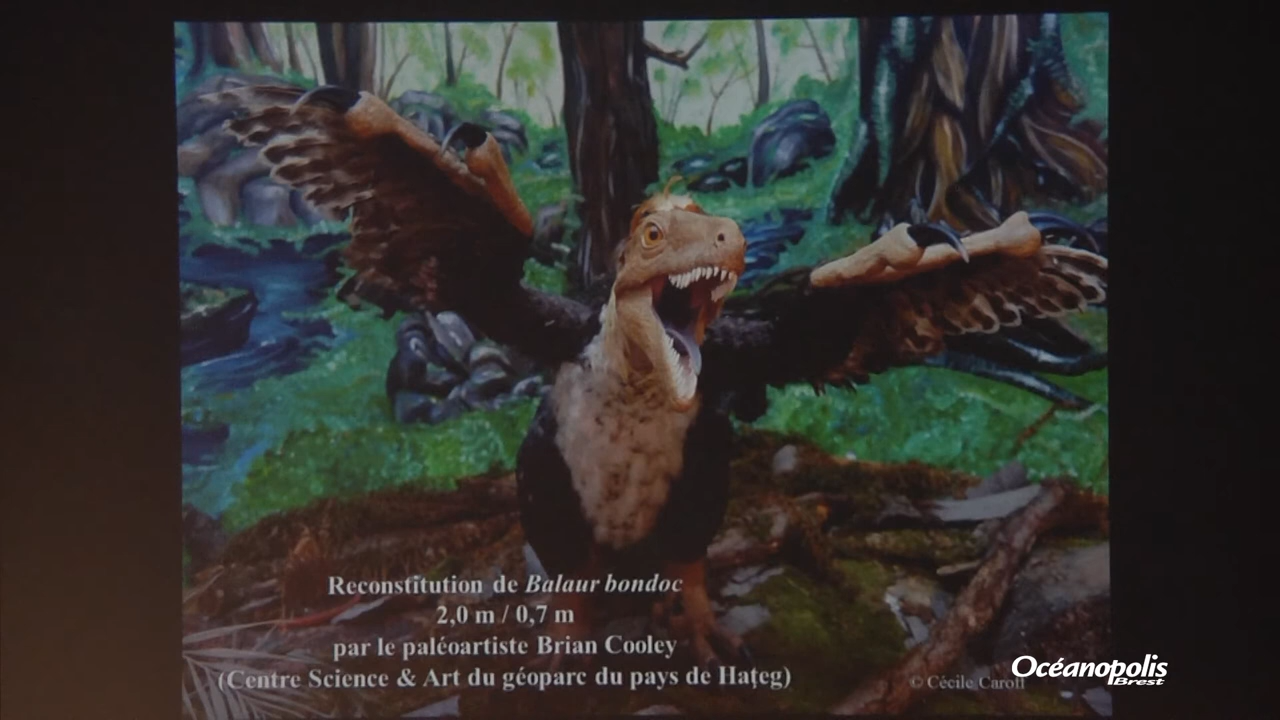 Reconstitution de Balaur bondoc
2,0 m / 0,7 m
par le paléoartiste Brian Cooley
(Centre Science & Art du géoparc du pays de Haţeg)
© Cécile
Océanopolis
Brest